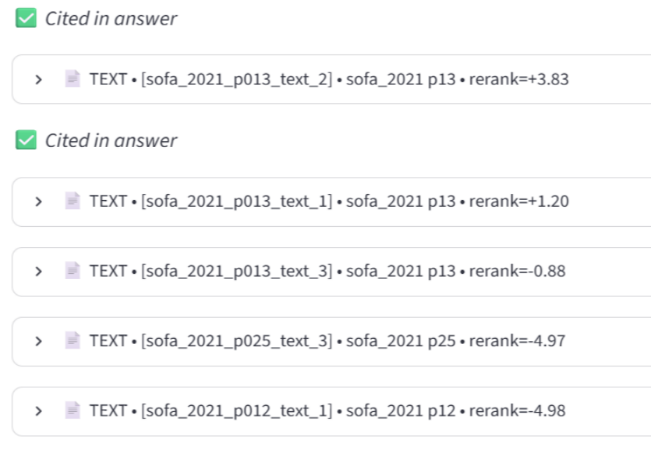 ✅ Cited in answer
TEXT • [sofa_2021_p013_text_2] • sofa_2021 p13 • rerank=+3.83
✅ Cited in answer
TEXT • [sofa_2021_p013_text_1] • sofa_2021 p13 • rerank=+1.20
TEXT • [sofa_2021_p013_text_3] • sofa_2021 p13 • rerank=-0.88
TEXT • [sofa_2021_p025_text_3] • sofa_2021 p25 • rerank=-4.97
TEXT • [sofa_2021_p012_text_1] • sofa_2021 p12 • rerank=-4.98